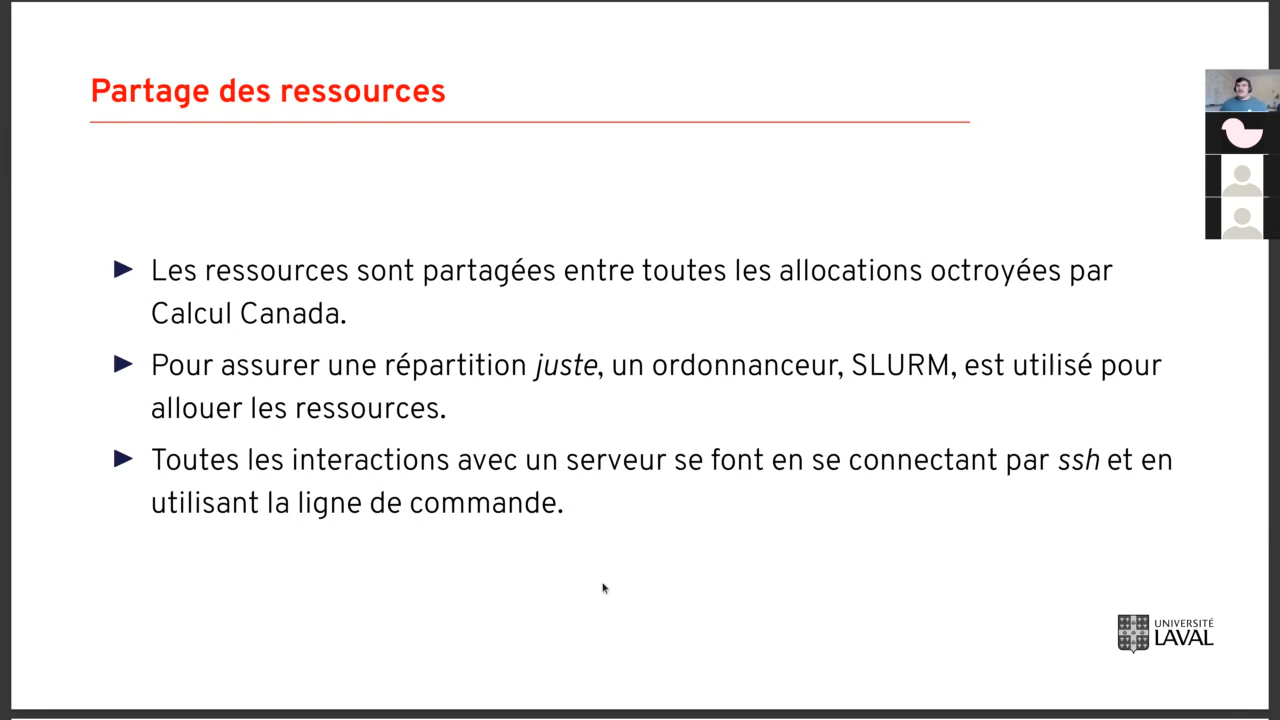 Partage des ressources
Les ressources sont partagées entre toutes les allocations octroyées par
Calcul Canada.
Pour assurer une répartition juste, un ordonnanceur, SLURM, est utilisé pour
allouer les ressources.
Toutes les interactions avec un serveur se font en se connectant par ssh et en
utilisant la ligne de commande.
UNIVERSITÉ
LAVAL